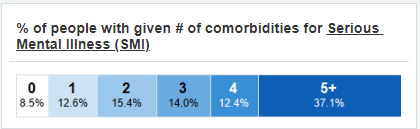 % of people with given # of comorbidities for Serious
Mental Illness (SMI)
0 1 2 3 4 5+
8.5% 12.6% 15.4% 14.0% 12.4% 37.1%